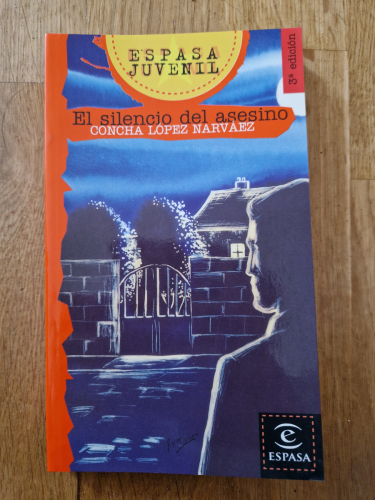 ESPASA
JUVENIL
3ª edición
El silencio del asesino
CONCHA LÓPEZ NARVÁEZ
e
ESPASA